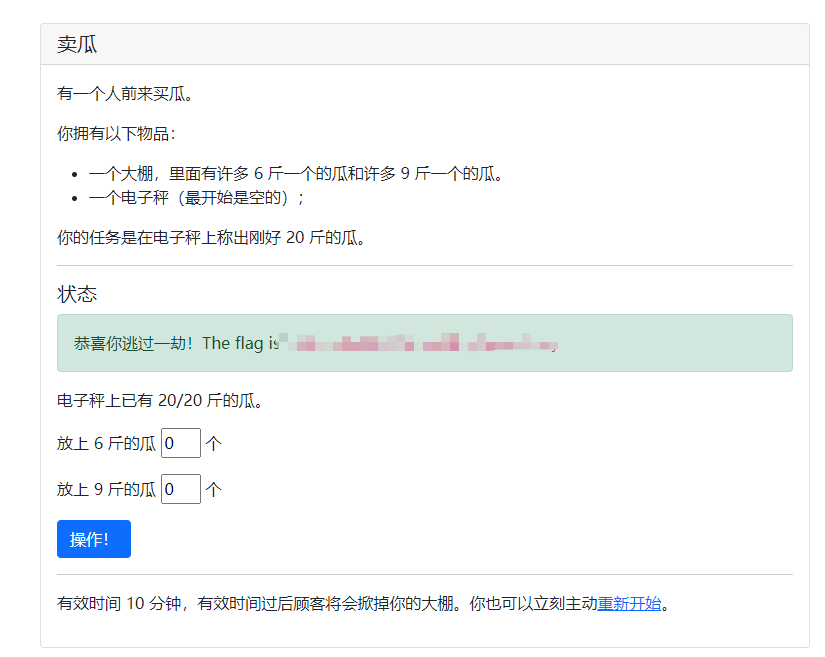 卖瓜
有一个人前来买瓜。
你拥有以下物品：
一个大棚，里面有许多 6 斤一个的瓜和许多 9 斤一个的瓜。
一个电子秤（最开始是空的）；
你的任务是在电子秤上称出刚好 20 斤的瓜。
状态
恭喜你逃过一劫！The flag is
电子秤上已有 20/20 斤的瓜。
放上 6 斤的瓜 0 个
放上 9 斤的瓜 0 个
操作！
有效时间 10 分钟，有效时间过后顾客将会掀掉你的大棚。你也可以立刻主动重新开始。